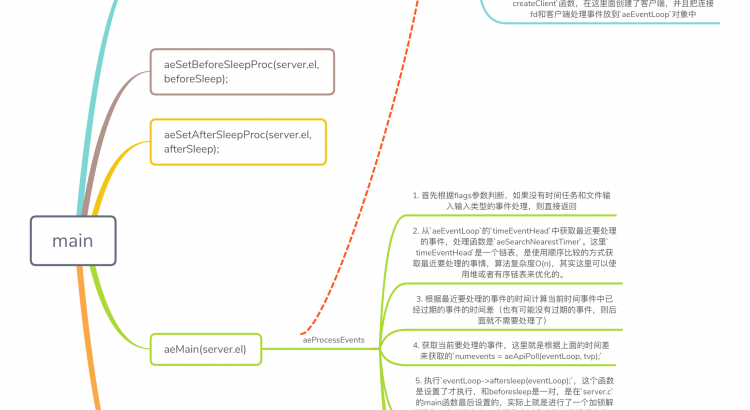 createClient`函数，在这里面创建了客户端，并且把连接
fd和客户端处理事件放到`aeEventLoop`对象中
aeSetBeforeSleepProc(server.el,
beforeSleep);
aeSetAfterSleepProc(server.el,
afterSleep);
main
aeMain(server.el)
aeProcessEvents
1. 首先根据flags参数判断，如果没有时间任务和文件输
入输入类型的事件处理，则直接返回
2. 从`aeEventLoop`的`timeEventHead`中获取最近要处理
的事件，处理函数是`aeSearchNearestTimer`。这里`
timeEventHead`是一个链表，是使用顺序比较的方式获
取最近要处理的事情，算法复杂度O(n)，其实这里可以使
用堆或者有序链表来优化的。
3. 根据最近要处理的事件的时间计算当前时间事件中已
经过期的事件的时间差（也有可能没有过期的事件，则后
面就不需要处理了）
4. 获取当前要处理的事件，这里就是根据上面的时间差
来获取的`numevents = aeApiPoll(eventLoop, tvp);`
5. 执行`eventLoop->aftersleep(eventLoop);`，这个函数
是设置了才执行，和beforesleep是一对，是在`server.c`
的main函数最后设置的，实际上就是进行了一个加锁解